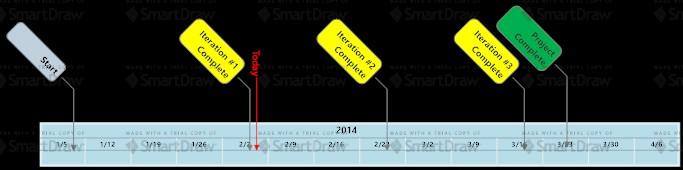 SmartDraw
Start
Iteration #1
Complete
Today
Iteration #2
Complete
Iteration #3
Complete
Project
Complete
2014
MADE WITH A TRIAL COPY OF
1/5 1/12 1/19 1/26 2/2 2/9 2/16 2/23 3/2 3/9 3/16 3/23 3/30 4/6
SmartDraw